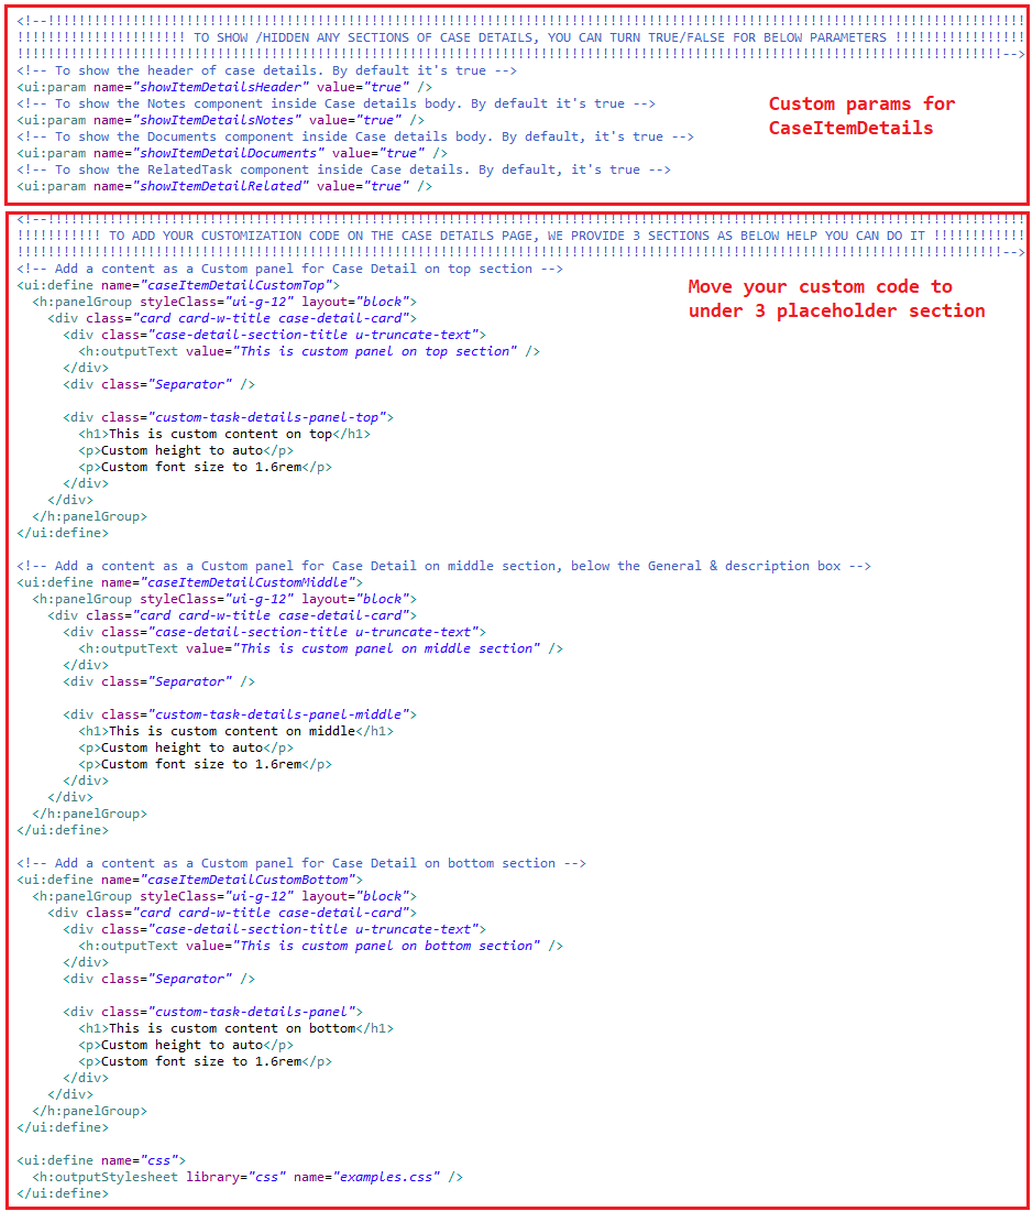 <!--!!!!!!!!!!!!!!!!!!!!!!!!!!!!!!!!!!!!!!!!!!!!!!!!!!!!!!!!!!!!!!!!!!!!!!!!!!!!!!!!!!!!!!!!!!!!!!!!!!!!!!!!!!!!!!!!!!!!!!!!!!!!!!!
!!!!!!!!!!!!!!!!!!!!!! TO SHOW /HIDDEN ANY SECTIONS OF CASE DETAILS, YOU CAN TURN TRUE/FALSE FOR BELOW PARAMETERS !!!!!!!!!!!!!!!!!
!!!!!!!!!!!!!!!!!!!!!!!!!!!!!!!!!!!!!!!!!!!!!!!!!!!!!!!!!!!!!!!!!!!!!!!!!!!!!!!!!!!!!!!!!!!!!!!!!!!!!!!!!!!!!!!!!!!!!!!!!!!!!!!!-->
<!-- To show the header of case details. By default it's true -->
<ui:param name="showItemDetailsHeader" value="true" />
<!-- To show the Notes component inside Case details body. By default it's true -->
<ui:param name="showItemDetailsNotes" value="true" />
<!-- To show the Documents component inside Case details body. By default, it's true -->
<ui:param name="showItemDetailDocuments" value="true" />
<!-- To show the RelatedTask component inside Case details. By default, it's true -->
<ui:param name="showItemDetailRelated" value="true" />
Custom params for
CaseItemDetails
<!--!!!!!!!!!!!!!!!!!!!!!!!!!!!!!!!!!!!!!!!!!!!!!!!!!!!!!!!!!!!!!!!!!!!!!!!!!!!!!!!!!!!!!!!!!!!!!!!!!!!!!!!!!!!!!!!!!!!!!!!!!!!!!!!
!!!!!!!!!!! TO ADD YOUR CUSTOMIZATION CODE ON THE CASE DETAILS PAGE, WE PROVIDE 3 SECTIONS AS BELOW HELP YOU CAN DO IT !!!!!!!!!!!!
!!!!!!!!!!!!!!!!!!!!!!!!!!!!!!!!!!!!!!!!!!!!!!!!!!!!!!!!!!!!!!!!!!!!!!!!!!!!!!!!!!!!!!!!!!!!!!!!!!!!!!!!!!!!!!!!!!!!!!!!!!!!!!!!-->
<!-- Add a content as a Custom panel for Case Detail on top section -->
<ui:define name="caseItemDetailCustomTop">
<h:panelGroup styleClass="ui-g-12" layout="block">
<div class="card card-w-title case-detail-card">
<div class="case-detail-section-title u-truncate-text">
<h:outputText value="This is custom panel on top section" />
</div>
<div class="Separator" />
Move your custom code to
under 3 placeholder section
<div class="custom-task-details-panel-top">
<h1>This is custom content on top</h1>
<p>Custom height to auto</p>
<p>Custom font size to 1.6rem</p>
</div>
</div>
</h:panelGroup>
</ui:define>
<!-- Add a content as a Custom panel for Case Detail on middle section, below the General & description box -->
<ui:define name="caseItemDetailCustomMiddle">
<h:panelGroup styleClass="ui-g-12" layout="block">
<div class="card card-w-title case-detail-card">
<div class="case-detail-section-title u-truncate-text">
<h:outputText value="This is custom panel on middle section" />
</div>
<div class="Separator" />
<div class="custom-task-details-panel-middle">
<h1>This is custom content on middle</h1>
<p>Custom height to auto</p>
<p>Custom font size to 1.6rem</p>
</div>
</div>
</h:panelGroup>
</ui:define>
<!-- Add a content as a Custom panel for Case Detail on bottom section -->
<ui:define name="caseItemDetailCustomBottom">
<h:panelGroup styleClass="ui-g-12" layout="block">
<div class="card card-w-title case-detail-card">
<div class="case-detail-section-title u-truncate-text">
<h:outputText value="This is custom panel on bottom section" />
</div>
<div class="Separator" />
<div class="custom-task-details-panel">
<h1>This is custom content on bottom</h1>
<p>Custom height to auto</p>
<p>Custom font size to 1.6rem</p>
</div>
</div>
</h:panelGroup>
</ui:define>
<ui:define name="css">
<h:outputStylesheet library="css" name="examples.css" />
</ui:define>